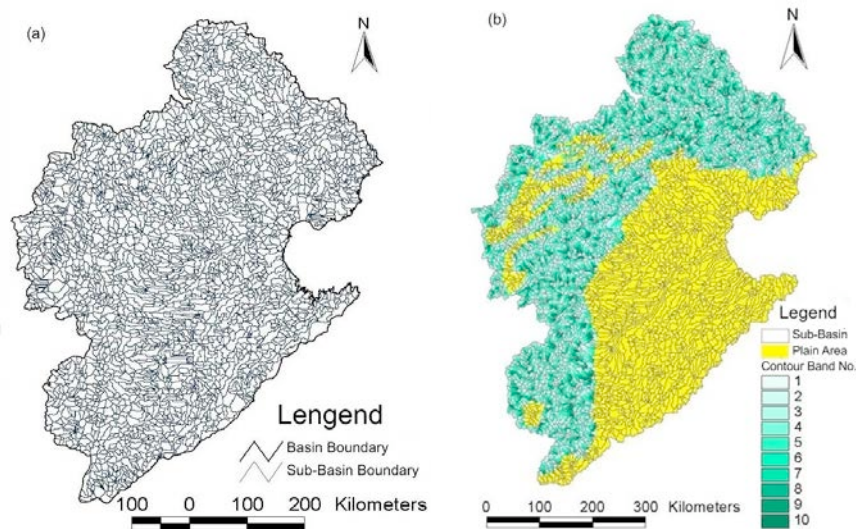 (a)
N
Lengend
Basin Boundary
Sub-Basin Boundary
100 0 100 200 Kilometers
(b)
N
Legend
Sub-Basin
Plain Area
Contour Band No.
1
2
3
4
5
6
7
8
9
10
0 100 200 300 Kilometers